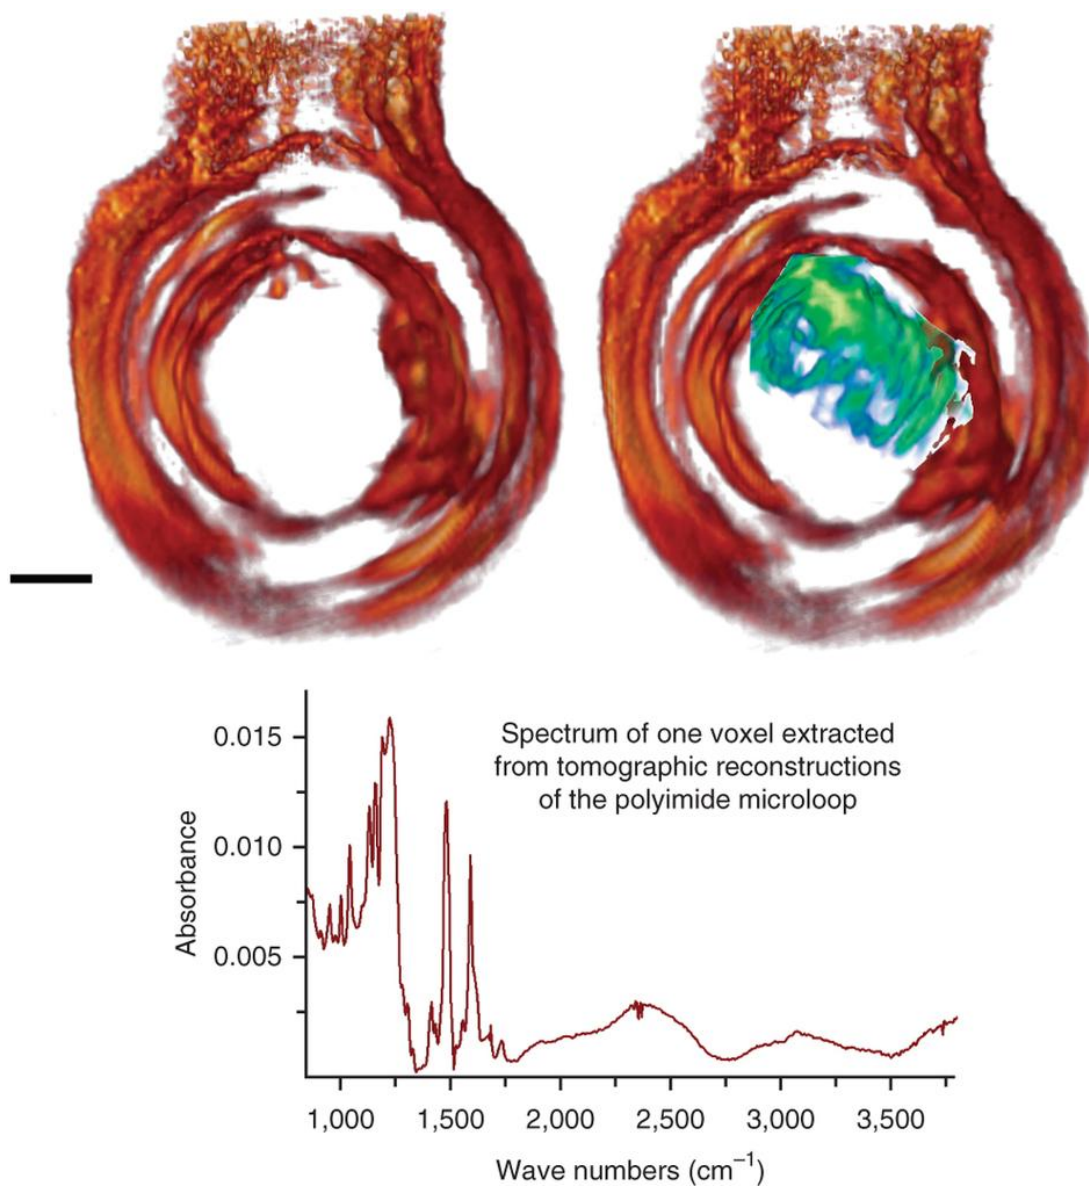 Spectrum of one voxel extracted
from tomographic reconstructions
of the polyimide microloop
0.015
0.010
0.005
Absorbance
1,000 1,500 2,000 2,500 3,000 3,500
Wave numbers (cm⁻¹)